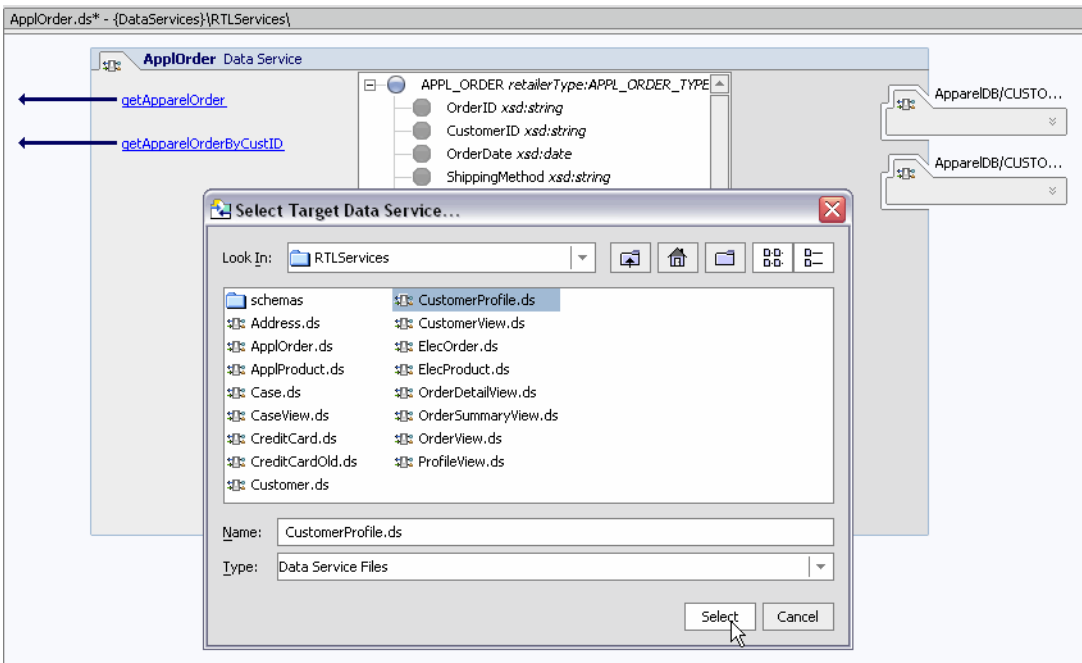 ApplOrder.ds* - {DataServices}\RTLServices\
ApplOrder Data Service
getApparelOrder
getApparelOrderByCustID
APPL_ORDER retailerType:APPL_ORDER_TYPE
OrderID xsd:string
CustomerID xsd:string
OrderDate xsd:date
ShippingMethod xsd:string
ApparelDB/CUSTO...
ApparelDB/CUSTO...
Select Target Data Service...
Look In: RTLServices
schemas
Address.ds
ApplOrder.ds
ApplProduct.ds
Case.ds
CaseView.ds
CreditCard.ds
CreditCardOld.ds
Customer.ds
CustomerProfile.ds
CustomerView.ds
ElecOrder.ds
ElecProduct.ds
OrderDetailView.ds
OrderSummaryView.ds
OrderView.ds
ProfileView.ds
Name: CustomerProfile.ds
Type: Data Service Files
Select Cancel